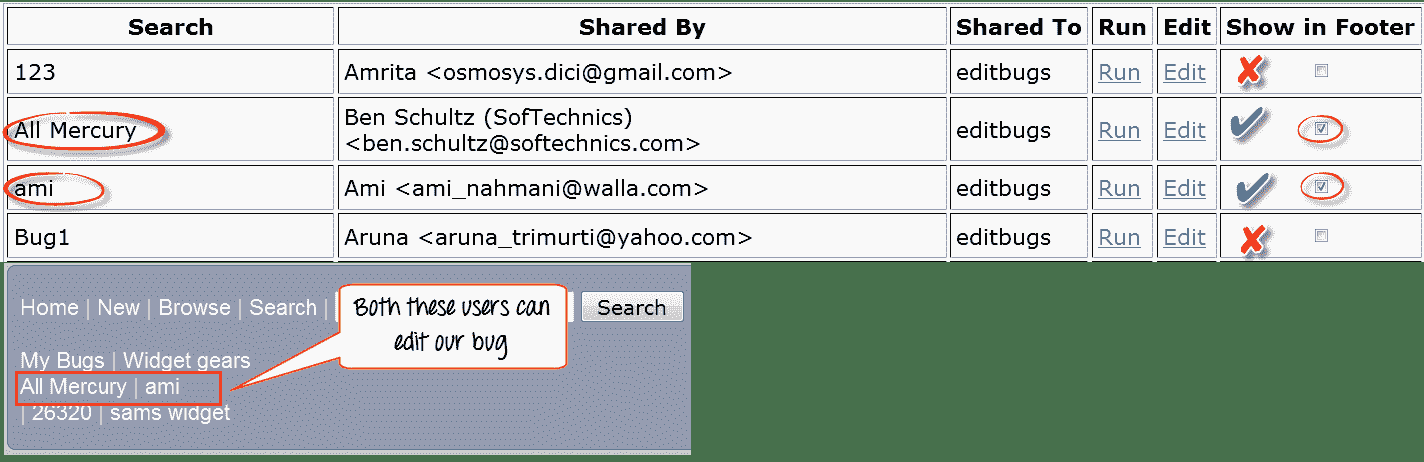 Search Shared By Shared To Run Edit Show in Footer
123 Amrita <osmosys.dici@gmail.com> editbugs Run Edit
All Mercury Ben Schultz (SofTechnics) <ben.schultz@softechnics.com> editbugs Run Edit
ami Ami <ami_nahmani@walla.com> editbugs Run Edit
Bug1 Aruna <aruna_trimurti@yahoo.com> editbugs Run Edit
Home | New | Browse | Search | Search
Both these users can
edit our bug
My Bugs | Widget gears
All Mercury | ami
| 26320 | sams widget